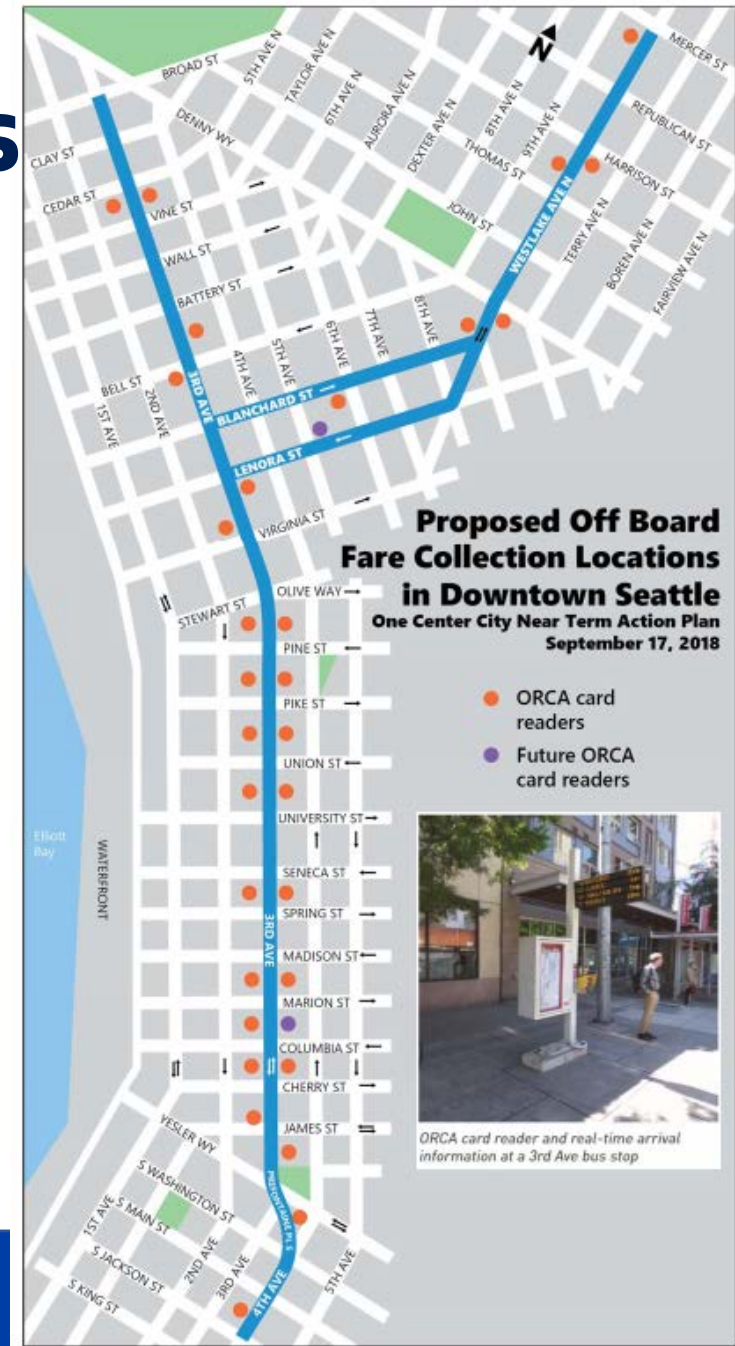 S
N
MERCER ST
REPUBLICAN ST
HARRISON ST
BROAD ST
5TH AVE N
TAYLOR AVE N
6TH AVE N
AURORA AVE N
DEXTER AVE N
8TH AVE N
9TH AVE N
THOMAS ST
JOHN ST
DENNY WY
WESTLAKE AVE N
TERRY AVE N
BOREN AVE N
FAIRVIEW AVE N
CLAY ST
CEDAR ST
VINE ST
WALL ST
BATTERY ST
BELL ST
1ST AVE
2ND AVE
3RD AVE
4TH AVE
5TH AVE
6TH AVE
7TH AVE
8TH AVE
BLANCHARD ST
LENORA ST
VIRGINIA ST
Proposed Off Board
Fare Collection Locations
in Downtown Seattle
One Center City Near Term Action Plan
September 17, 2018
ORCA card
readers
Future ORCA
card readers
STEWART ST
OLIVE WAY
PINE ST
PIKE ST
UNION ST
UNIVERSITY ST
SENECA ST
SPRING ST
MADISON ST
MARION ST
COLUMBIA ST
CHERRY ST
JAMES ST
3RD AVE
Elliott
Bay
WATERFRONT
YESLER WY
S WASHINGTON ST
S MAIN ST
S JACKSON ST
S KING ST
1ST AVE
2ND AVE
3RD AVE
PREFONTAINE PL S
4TH AVE
5TH AVE
ORCA card reader and real-time arrival
information at a 3rd Ave bus stop